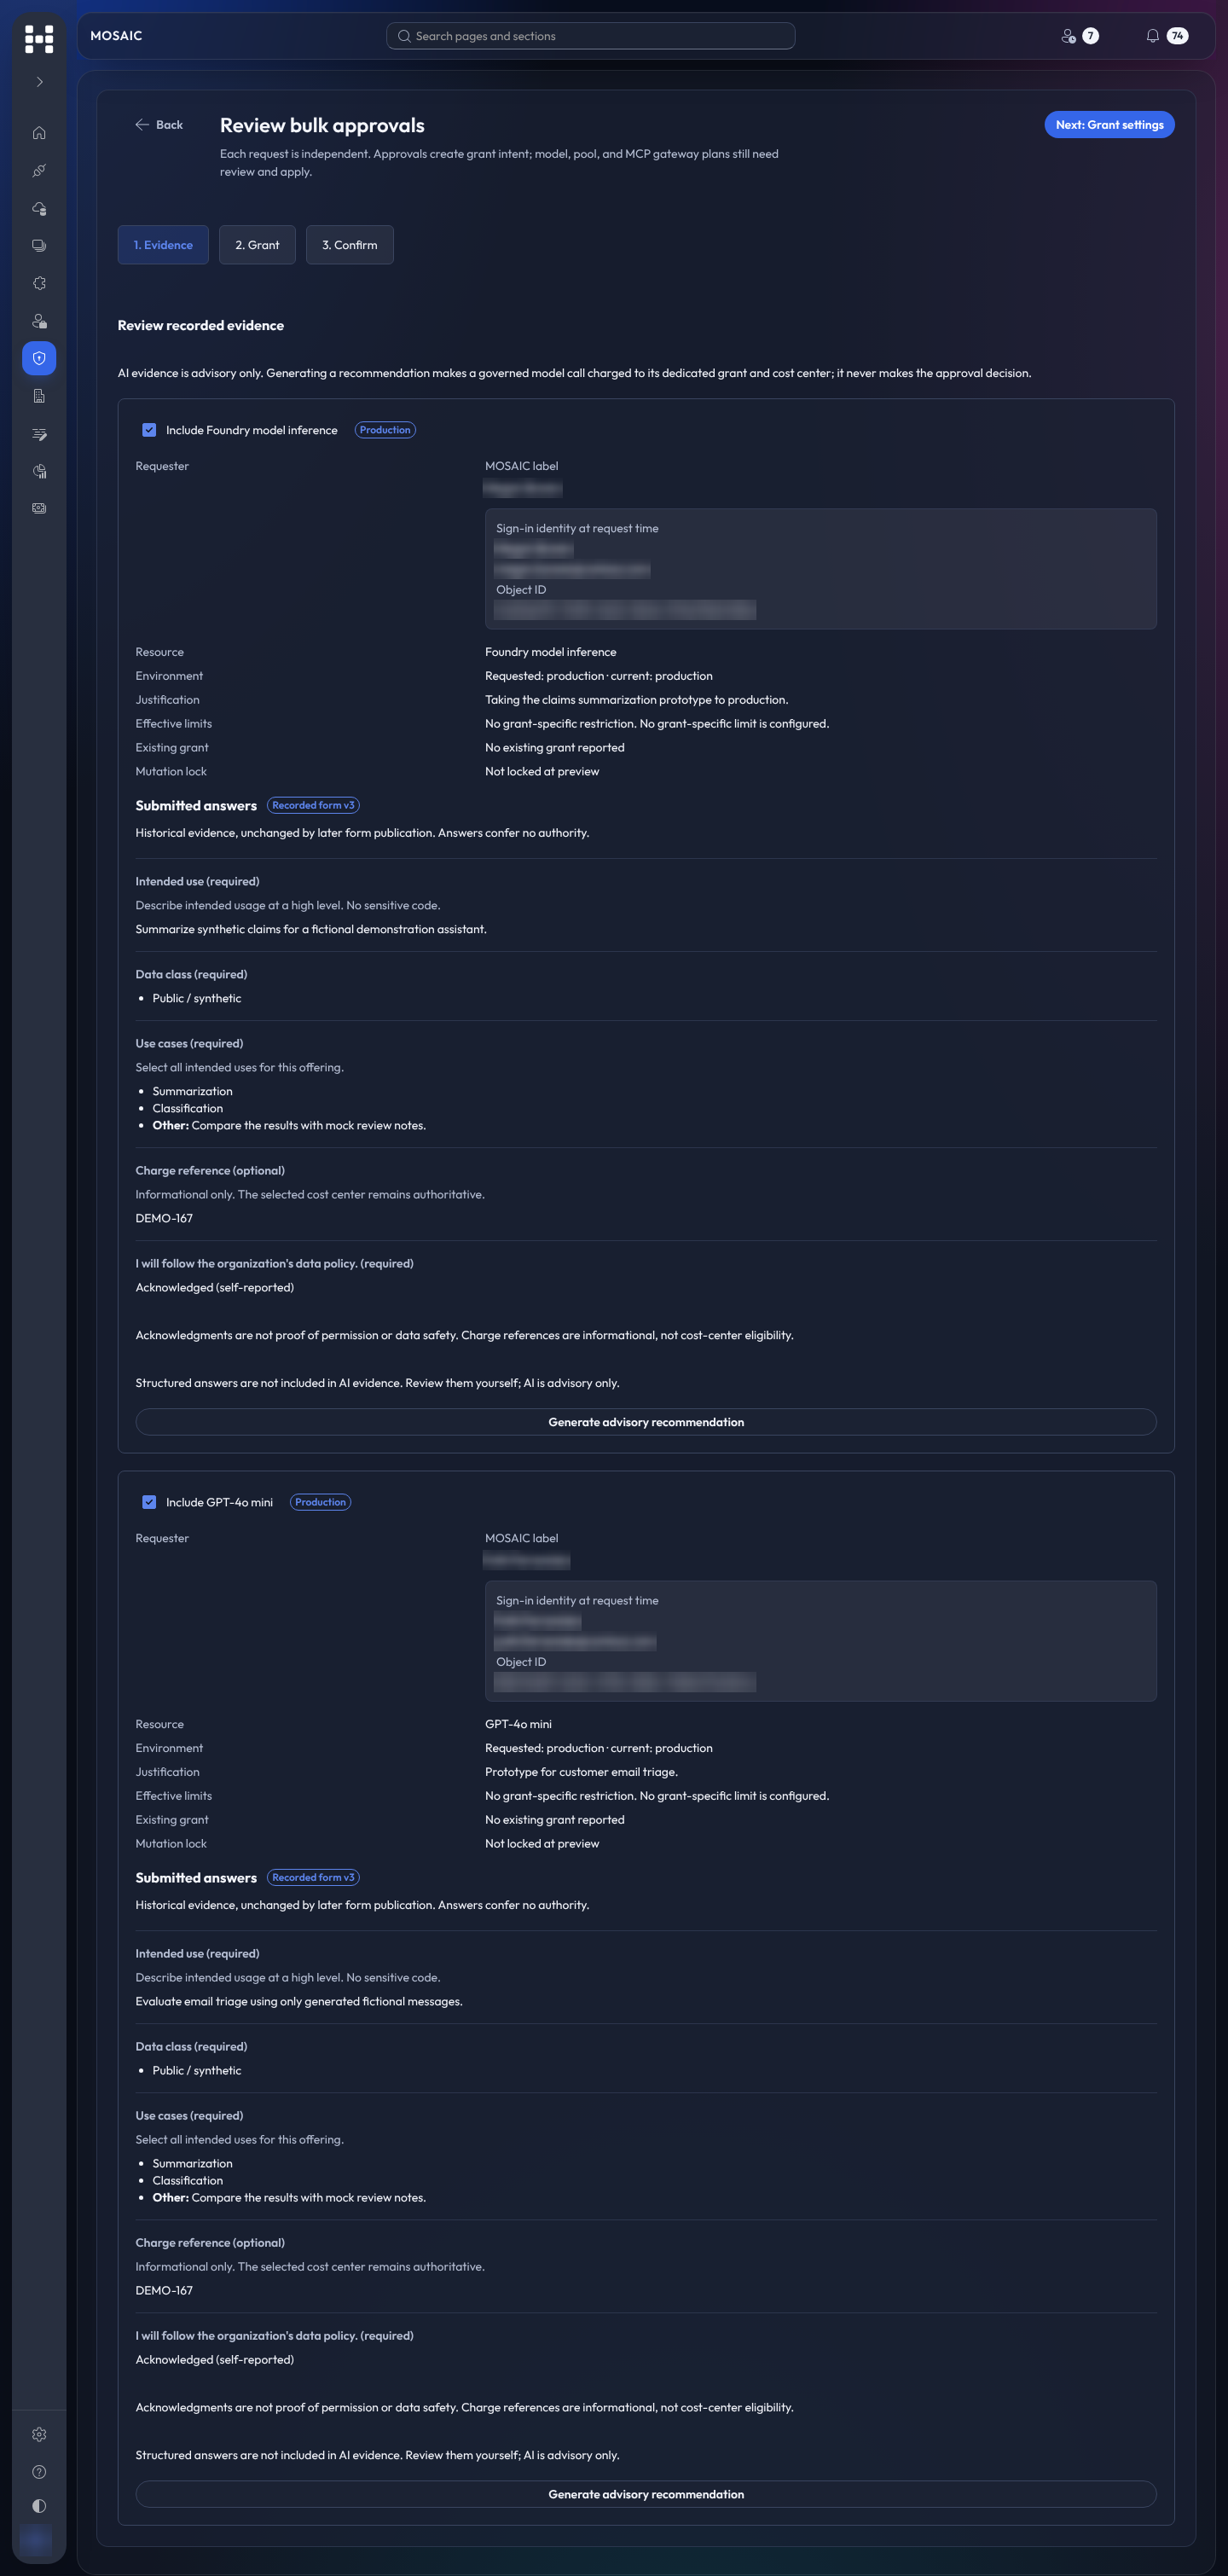 MOSAIC
Search pages and sections
7
74
Back
Review bulk approvals
Next: Grant settings
Each request is independent. Approvals create grant intent; model, pool, and MCP gateway plans still need
review and apply.
1. Evidence
2. Grant
3. Confirm
Review recorded evidence
AI evidence is advisory only. Generating a recommendation makes a governed model call charged to its dedicated grant and cost center; it never makes the approval decision.
Include Foundry model inference Production
Requester MOSAIC label
Sign-in identity at request time
Object ID
Resource Foundry model inference
Environment Requested: production · current: production
Justification Taking the claims summarization prototype to production.
Effective limits No grant-specific restriction. No grant-specific limit is configured.
Existing grant No existing grant reported
Mutation lock Not locked at preview
Submitted answers Recorded form v3
Historical evidence, unchanged by later form publication. Answers confer no authority.
Intended use (required)
Describe intended usage at a high level. No sensitive code.
Summarize synthetic claims for a fictional demonstration assistant.
Data class (required)
• Public / synthetic
Use cases (required)
Select all intended uses for this offering.
• Summarization
• Classification
• Other: Compare the results with mock review notes.
Charge reference (optional)
Informational only. The selected cost center remains authoritative.
DEMO-167
I will follow the organization's data policy. (required)
Acknowledged (self-reported)
Acknowledgments are not proof of permission or data safety. Charge references are informational, not cost-center eligibility.
Structured answers are not included in AI evidence. Review them yourself; AI is advisory only.
Generate advisory recommendation
Include GPT-4o mini Production
Requester MOSAIC label
Sign-in identity at request time
Object ID
Resource GPT-4o mini
Environment Requested: production · current: production
Justification Prototype for customer email triage.
Effective limits No grant-specific restriction. No grant-specific limit is configured.
Existing grant No existing grant reported
Mutation lock Not locked at preview
Submitted answers Recorded form v3
Historical evidence, unchanged by later form publication. Answers confer no authority.
Intended use (required)
Describe intended usage at a high level. No sensitive code.
Evaluate email triage using only generated fictional messages.
Data class (required)
• Public / synthetic
Use cases (required)
Select all intended uses for this offering.
• Summarization
• Classification
• Other: Compare the results with mock review notes.
Charge reference (optional)
Informational only. The selected cost center remains authoritative.
DEMO-167
I will follow the organization's data policy. (required)
Acknowledged (self-reported)
Acknowledgments are not proof of permission or data safety. Charge references are informational, not cost-center eligibility.
Structured answers are not included in AI evidence. Review them yourself; AI is advisory only.
Generate advisory recommendation